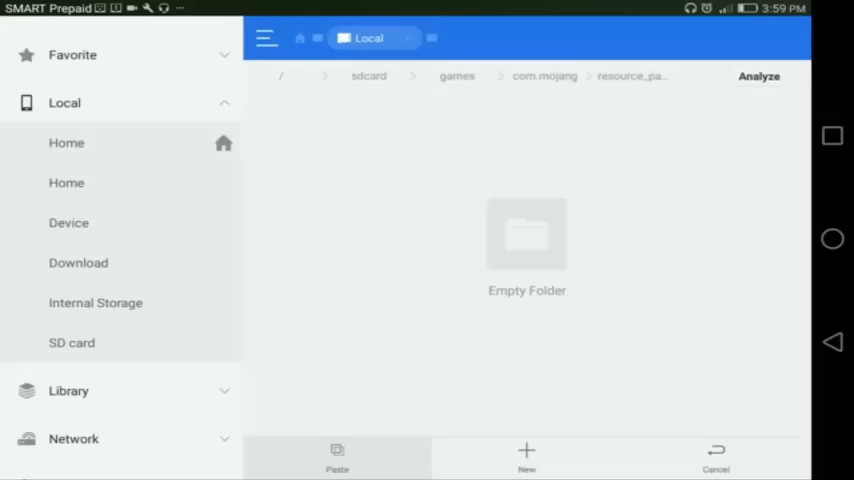 SMART Prepaid ... 3:59 PM
Favorite
Local
Home
Home
Device
Download
Internal Storage
SD card
Library
Network
Local
/ > sdcard > games > com.mojang > resource_pa... Analyze
Empty Folder
Paste
New
Cancel